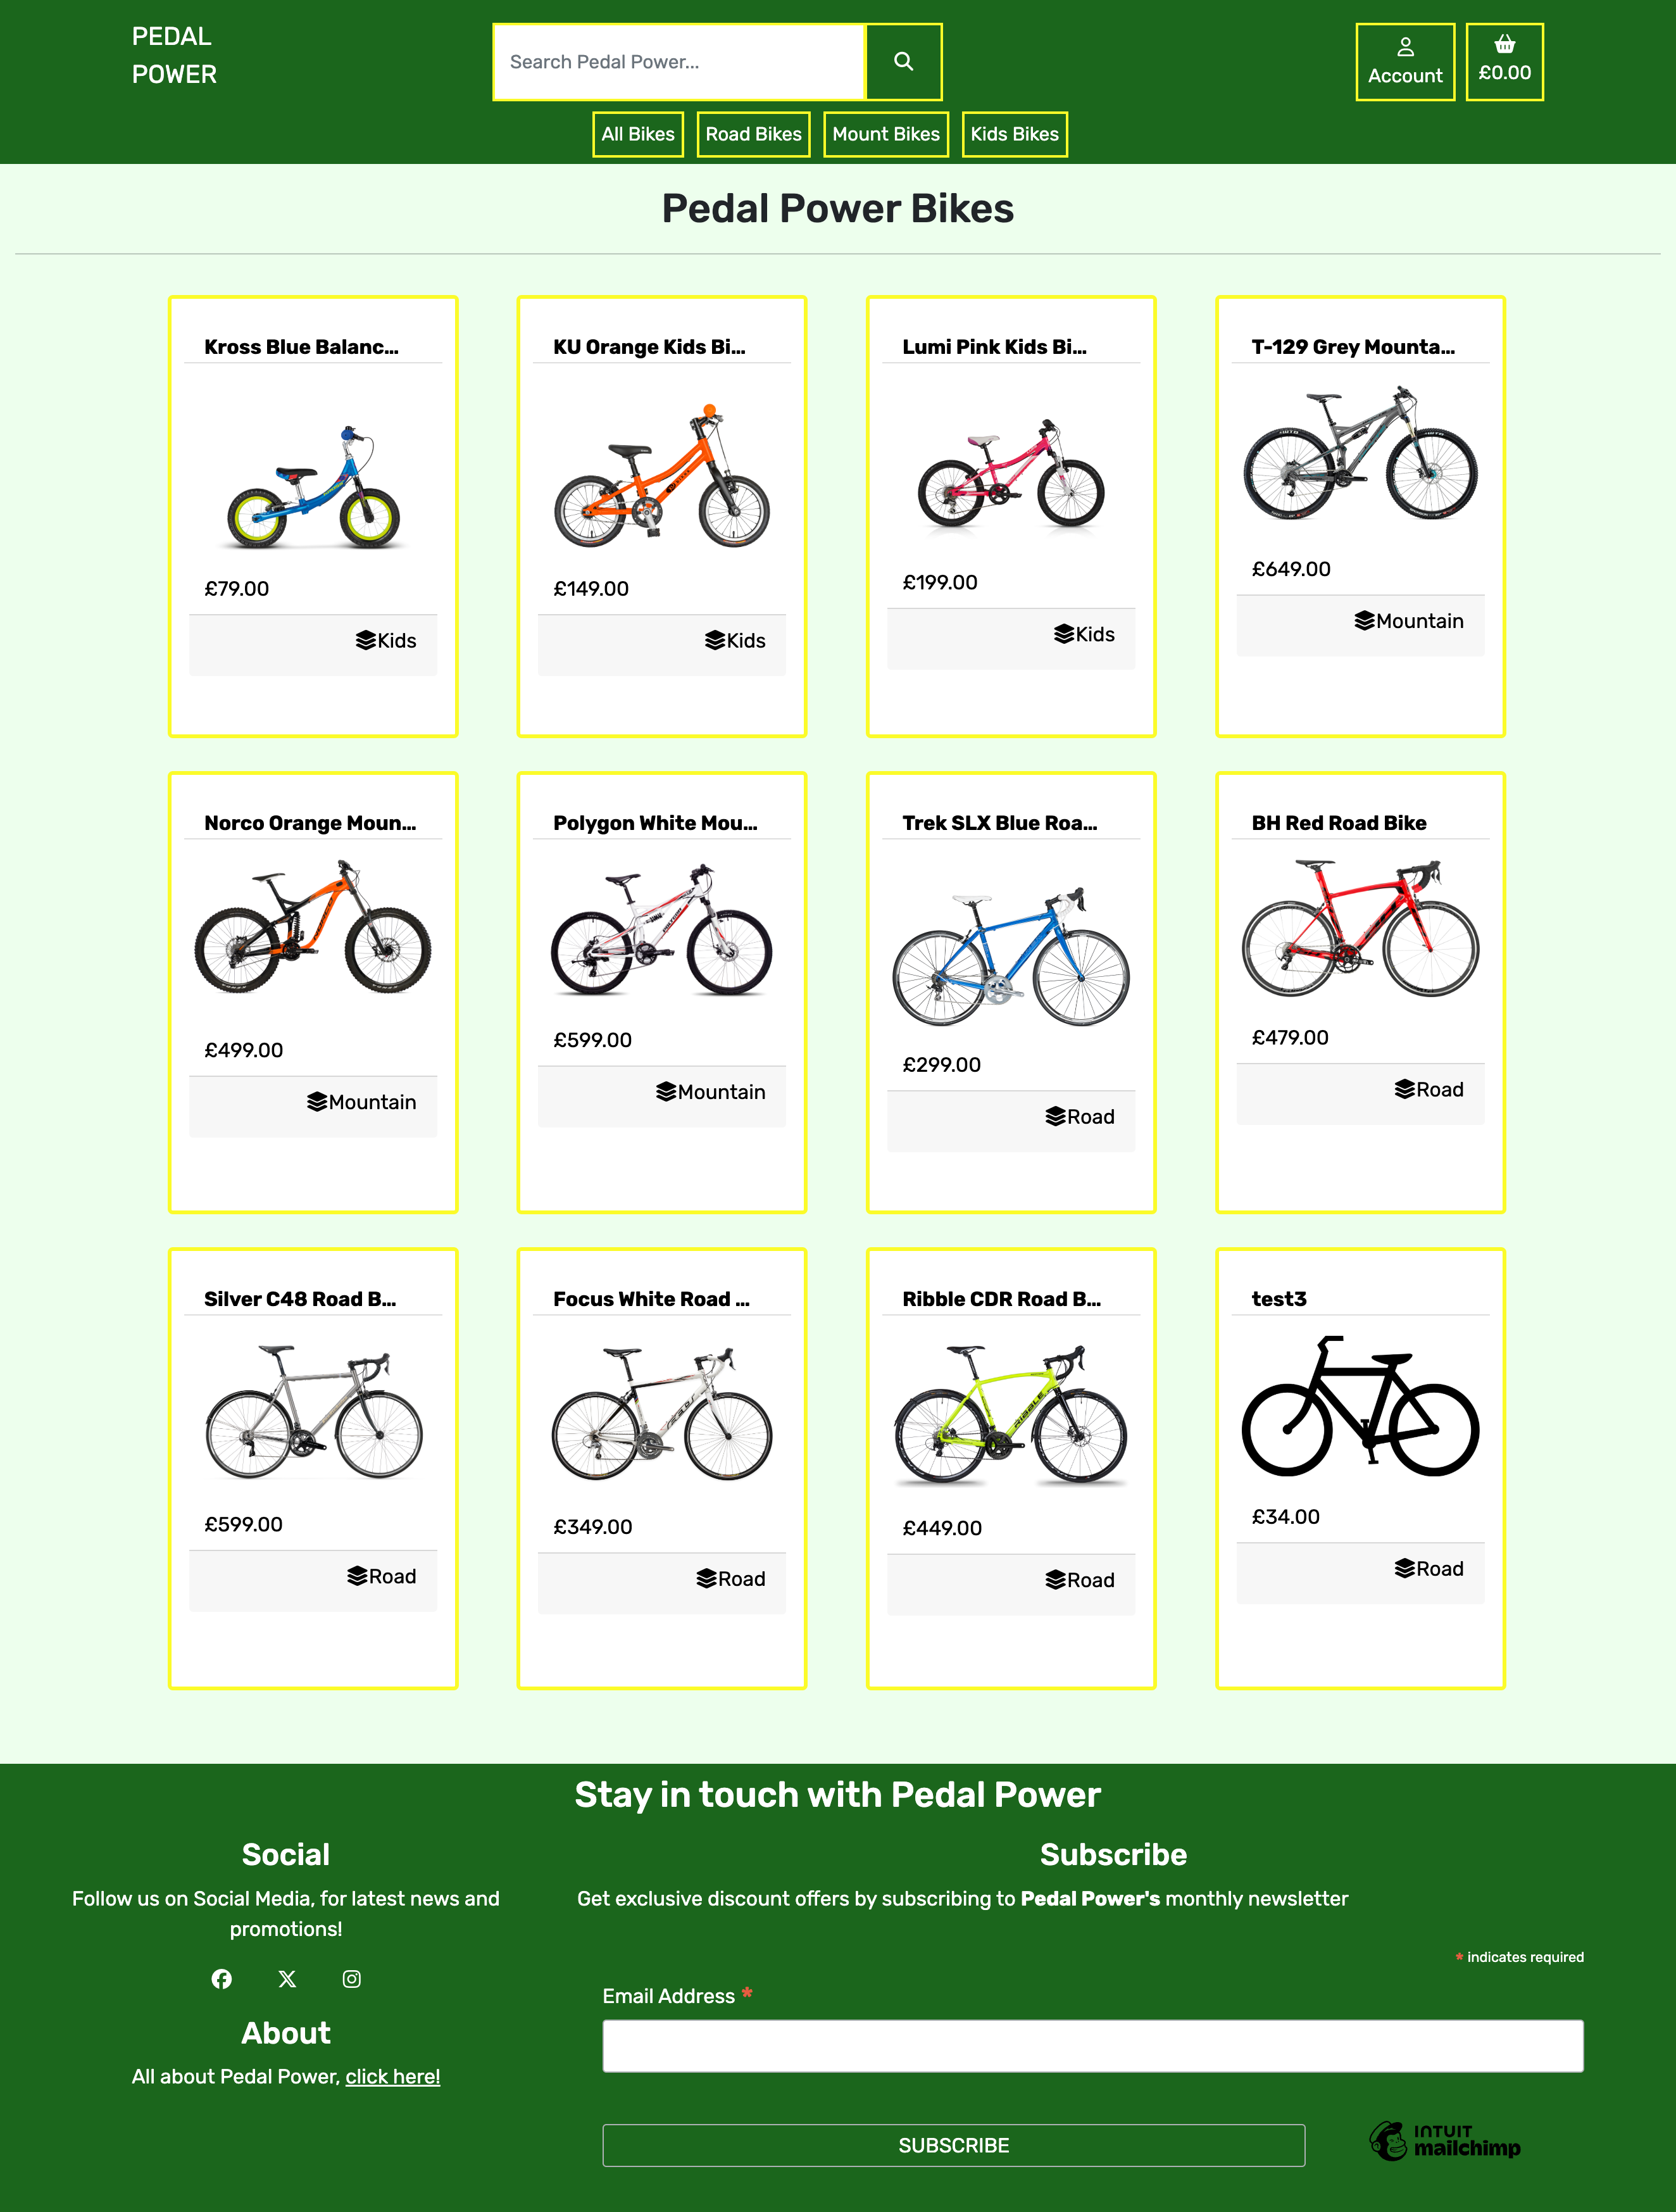 PEDAL
POWER
Search Pedal Power...
Account
£0.00
All Bikes
Road Bikes
Mount Bikes
Kids Bikes
Pedal Power Bikes
Kross Blue Balanc...
£79.00
Kids
KU Orange Kids Bi...
£149.00
Kids
Lumi Pink Kids Bi...
£199.00
Kids
T-129 Grey Mounta...
£649.00
Mountain
Norco Orange Moun...
£499.00
Mountain
Polygon White Mou...
£599.00
Mountain
Trek SLX Blue Roa...
£299.00
Road
BH Red Road Bike
£479.00
Road
Silver C48 Road B...
£599.00
Road
Focus White Road ...
£349.00
Road
Ribble CDR Road B...
RIBBLE
£449.00
Road
test3
£34.00
Road
Stay in touch with Pedal Power
Social
Follow us on Social Media, for latest news and
promotions!
About
All about Pedal Power, click here!
Subscribe
Get exclusive discount offers by subscribing to Pedal Power's monthly newsletter
* indicates required
Email Address *
SUBSCRIBE
INTUIT
mailchimp